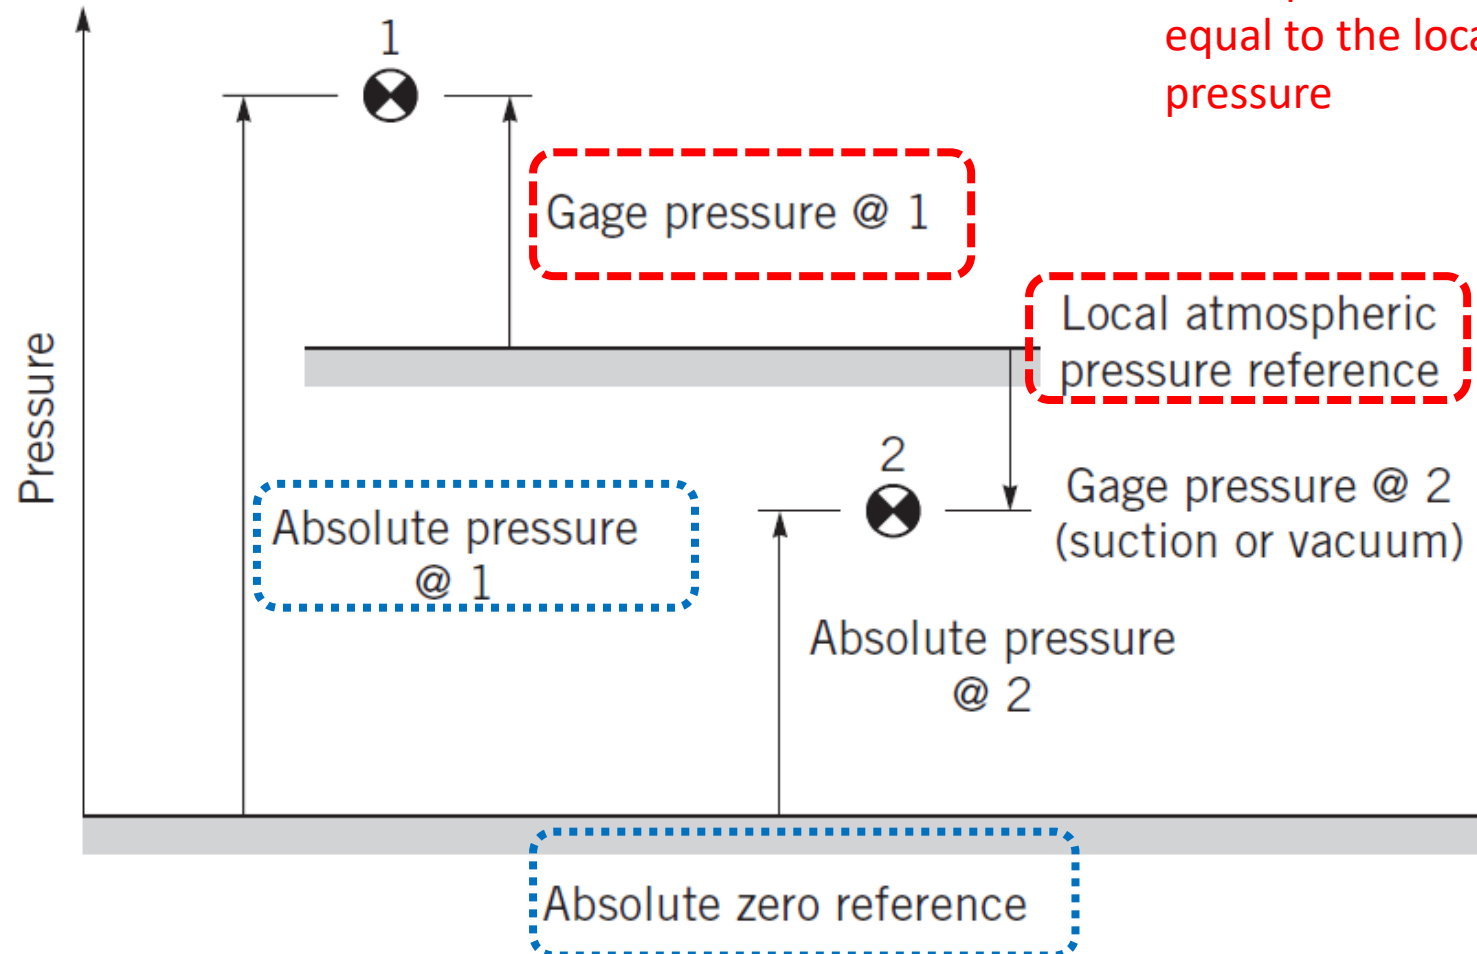 equal to the loca
pressure
1
Gage pressure @ 1
Local atmospheric
pressure reference
Pressure
2
Gage pressure @ 2
(suction or vacuum)
Absolute pressure
@ 1
Absolute pressure
@ 2
Absolute zero reference